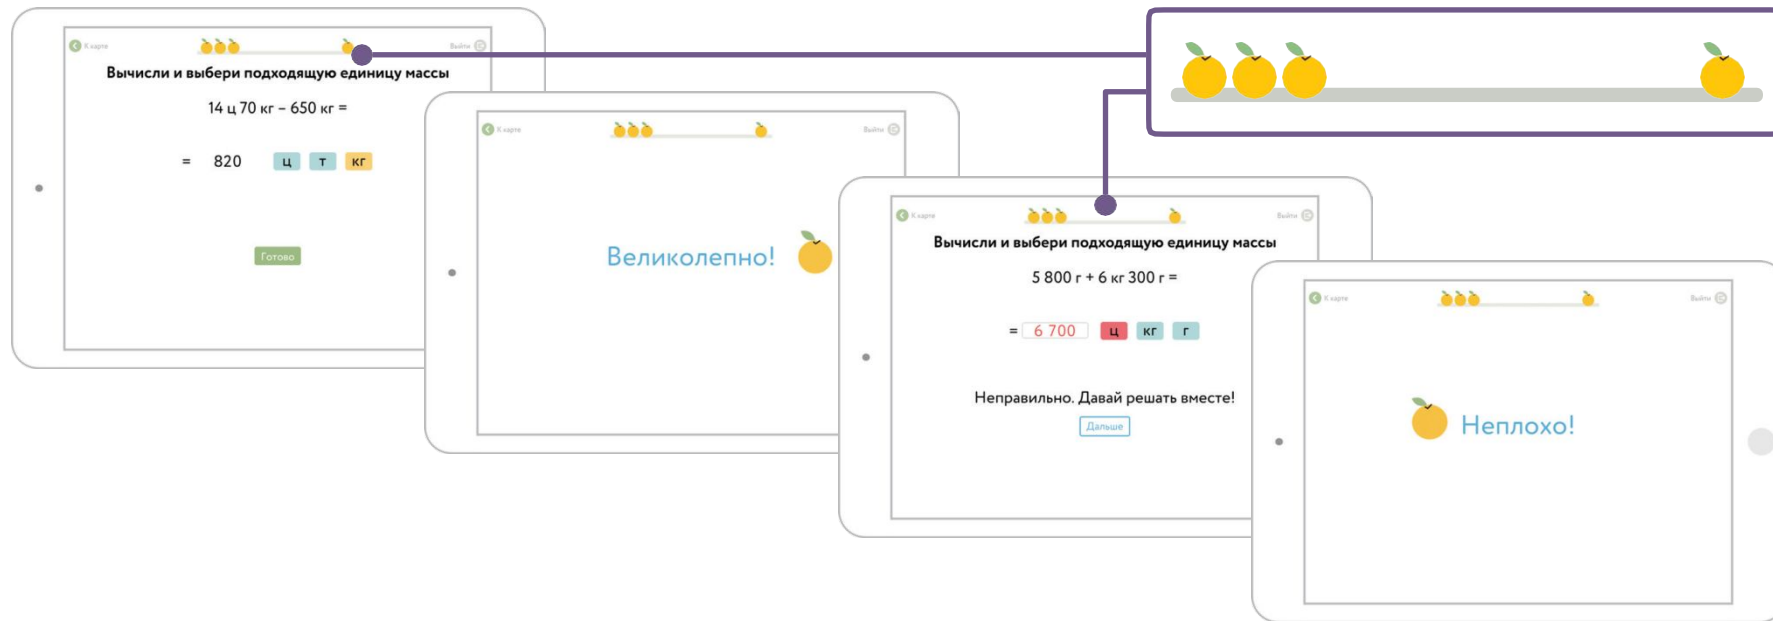 К карте
Выйти
Вычисли и выбери подходящую единицу массы
14 ц 70 кг – 650 кг =
= 820 ц т кг
Готово
К карте
Выйти
Великолепно!
К карте
Выйти
Вычисли и выбери подходящую единицу массы
5 800 г + 6 кг 300 г =
= 6 700 ц кг г
Неправильно. Давай решать вместе!
Дальше
К карте
Выйти
Неплохо!